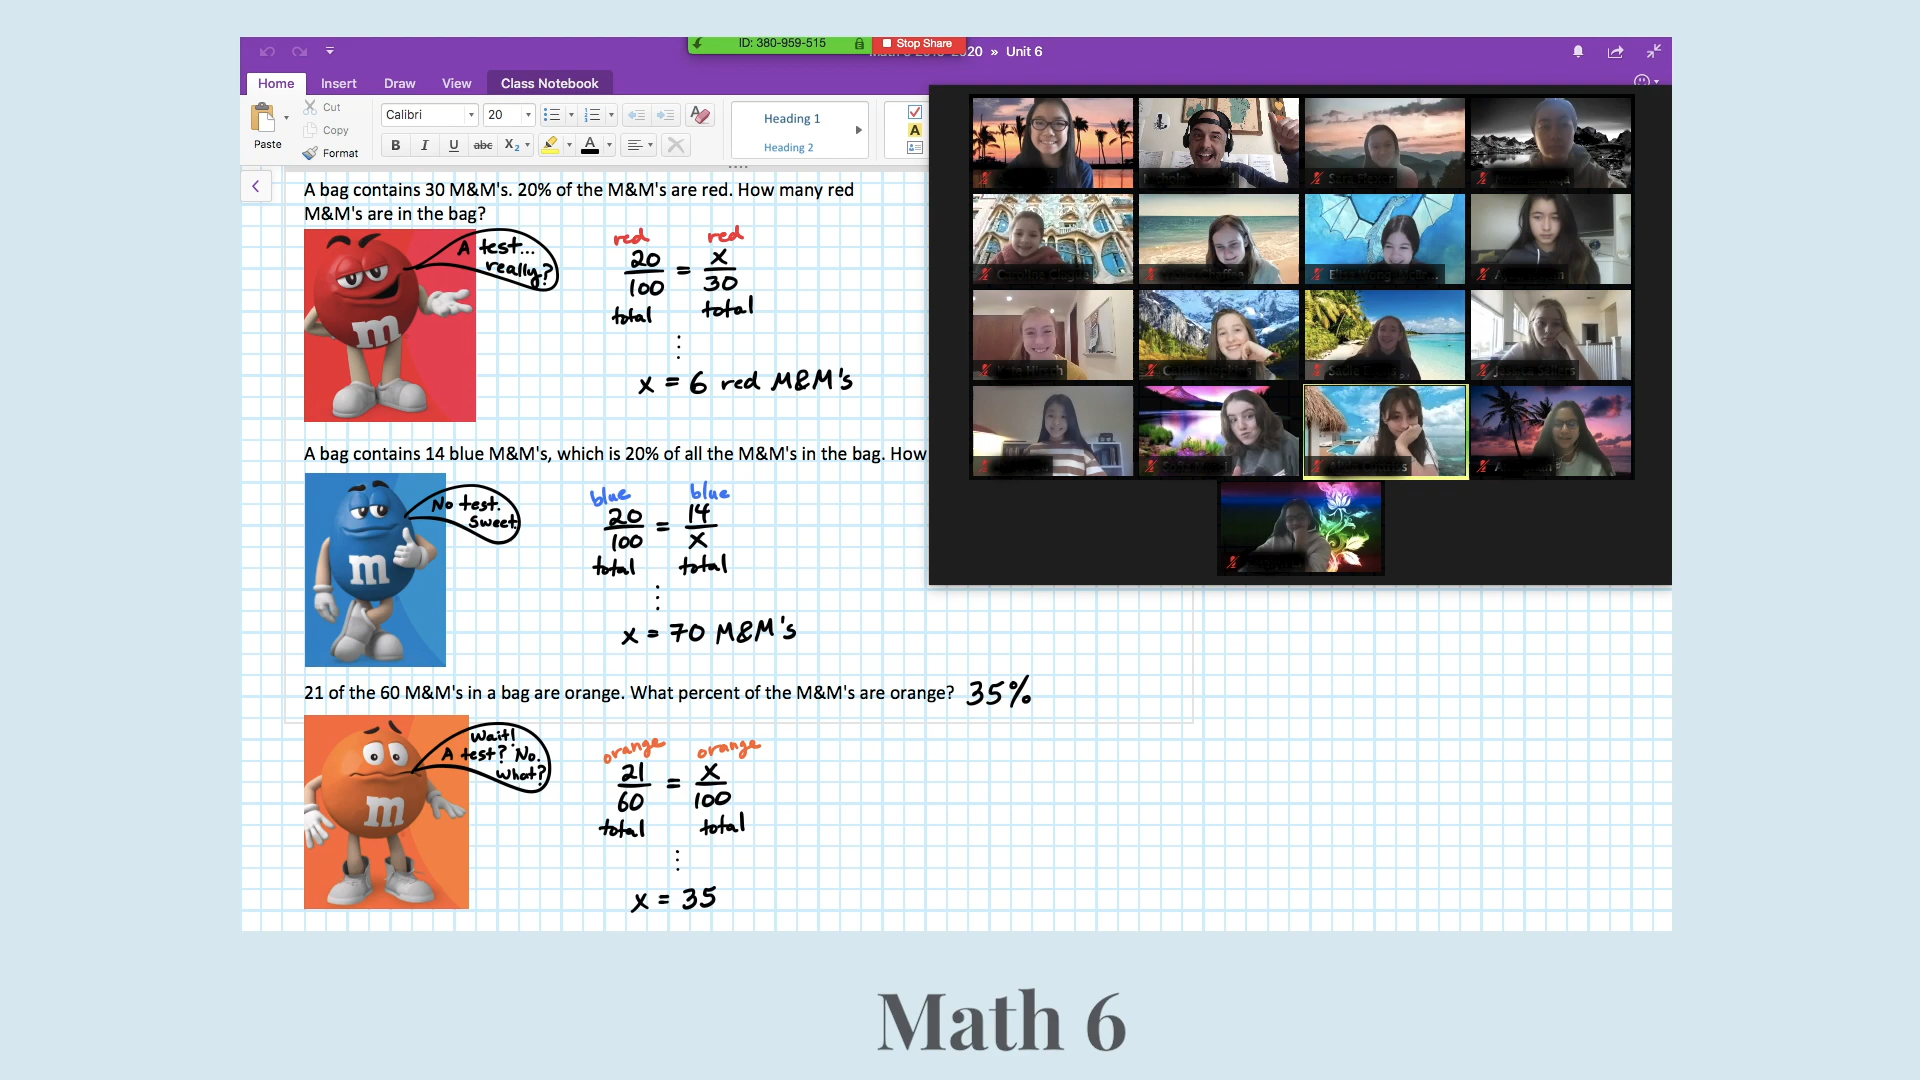 ID: 380-959-515
Stop Share
20 » Unit 6
Home
Insert
Draw
View
Class Notebook
Paste
Cut
Copy
Format
Calibri
20
B I U abc X₂ A
Heading 1
Heading 2
A
A bag contains 30 M&M's. 20% of the M&M's are red. How many red
M&M's are in the bag?
A test...
really?
m
red red
20/100 = x/30
total total
⋮
x = 6 red M&M's
A bag contains 14 blue M&M's, which is 20% of all the M&M's in the bag. How
No test.
Sweet.
m
blue blue
20/100 = 14/x
total total
⋮
x = 70 M&M's
21 of the 60 M&M's in a bag are orange. What percent of the M&M's are orange? 35%
Wait!
A test? No.
What?
m
orange orange
21/60 = x/100
total total
⋮
x = 35
Math 6